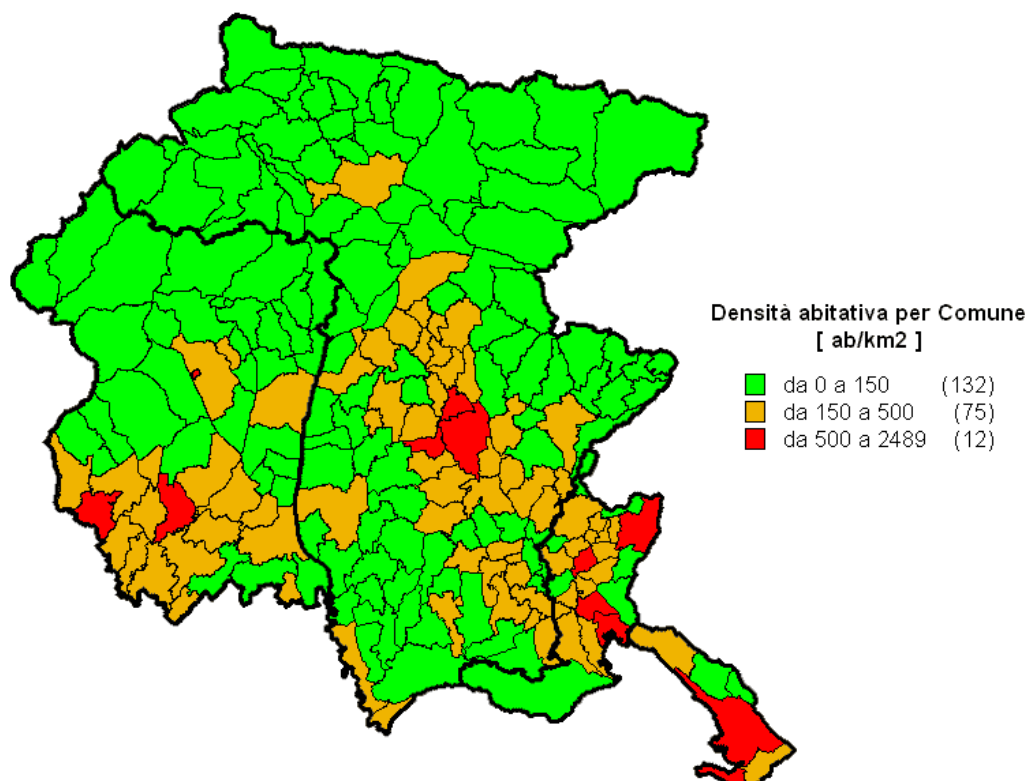 Densità abitativa per Comune
[ ab/km2 ]
da 0 a 150 (132)
da 150 a 500 (75)
da 500 a 2489 (12)